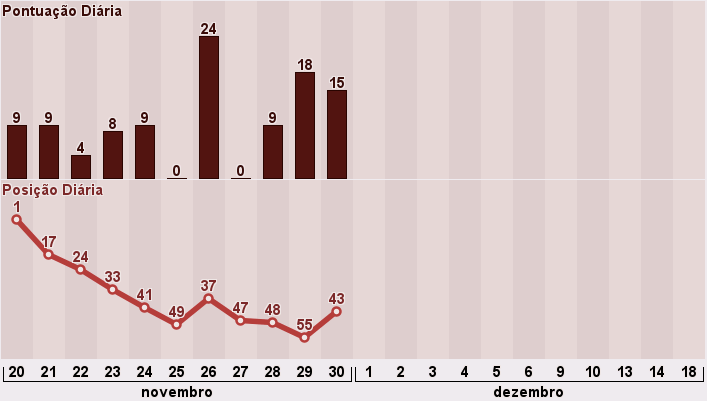 Pontuação Diária
9 9 4 8 9 0 24 0 9 18 15
Posição Diária
1 17 24 33 41 49 37 47 48 55 43
20 21 22 23 24 25 26 27 28 29 30 1 2 3 4 5 6 9 10 13 14 18
novembro dezembro